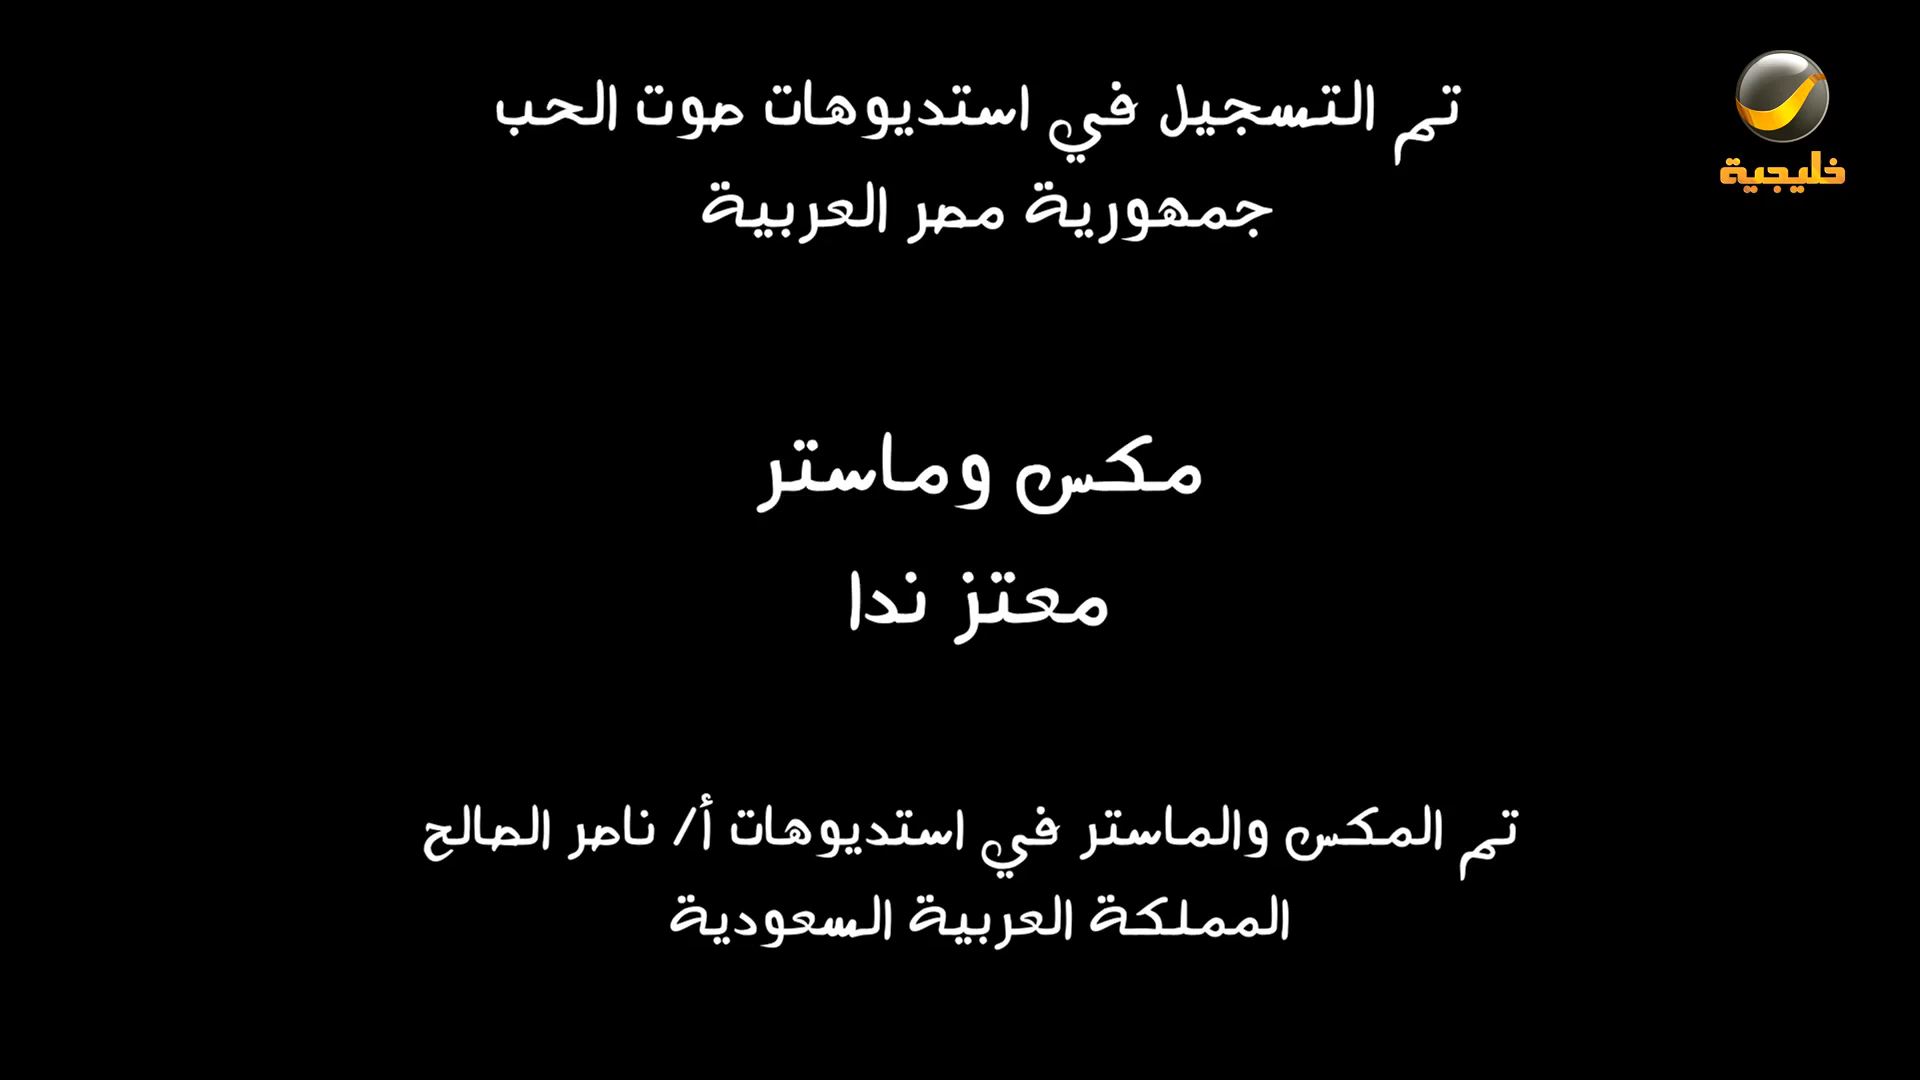 تم التسجيل في استديوهات صوت الحب
جمهورية مصر العربية
خليجية
مكس وماستر
معتز ندا
تم المكس والماستر في استديوهات أ/ ناصر الصالح
المملكة العربية السعودية